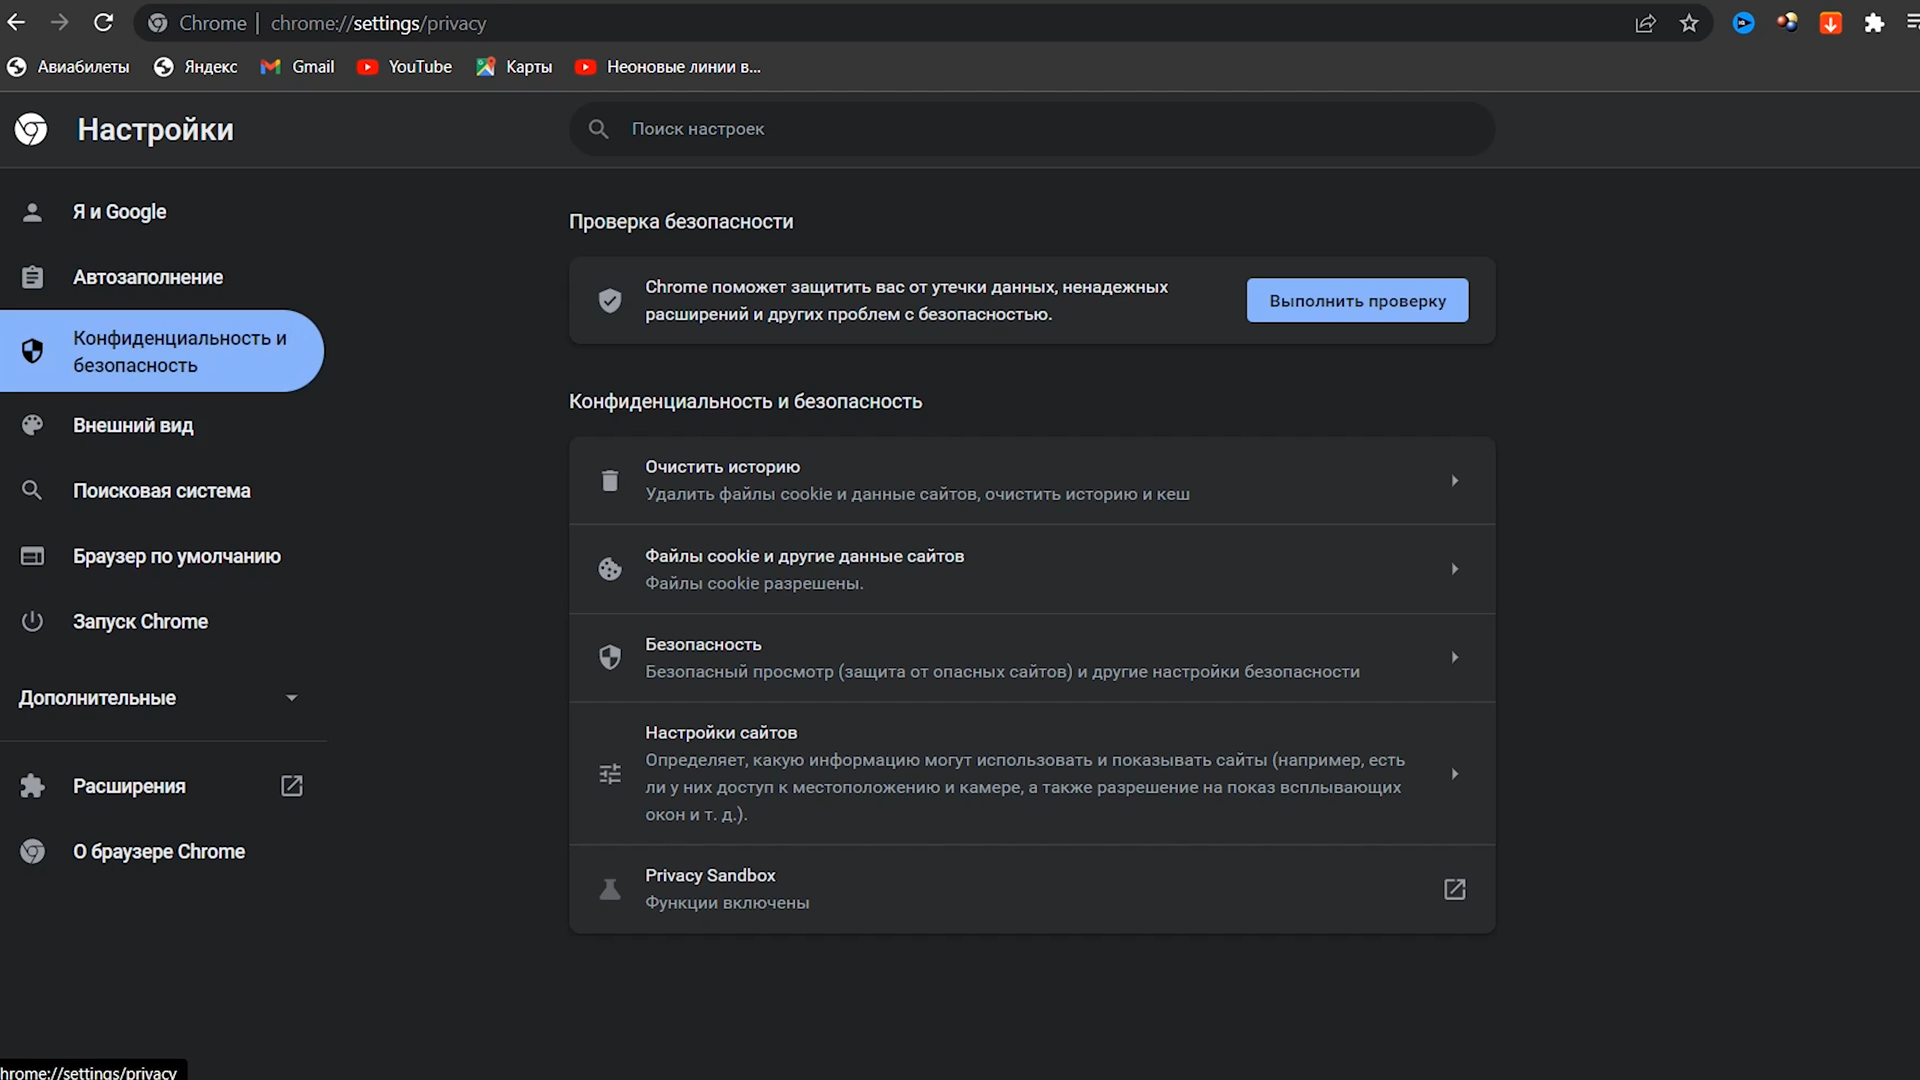 Chrome | chrome://settings/privacy
Авиабилеты Яндекс Gmail YouTube Карты Неоновые линии в...
Настройки
Поиск настроек
Я и Google
Автозаполнение
Конфиденциальность и
безопасность
Внешний вид
Поисковая система
Браузер по умолчанию
Запуск Chrome
Дополнительные
Расширения
О браузере Chrome
Проверка безопасности
Chrome поможет защитить вас от утечки данных, ненадежных
расширений и других проблем с безопасностью.
Выполнить проверку
Конфиденциальность и безопасность
Очистить историю
Удалить файлы cookie и данные сайтов, очистить историю и кеш
Файлы cookie и другие данные сайтов
Файлы cookie разрешены.
Безопасность
Безопасный просмотр (защита от опасных сайтов) и другие настройки безопасности
Настройки сайтов
Определяет, какую информацию могут использовать и показывать сайты (например, есть
ли у них доступ к местоположению и камере, а также разрешение на показ всплывающих
окон и т. д.).
Privacy Sandbox
Функции включены
hrome://settings/privacy